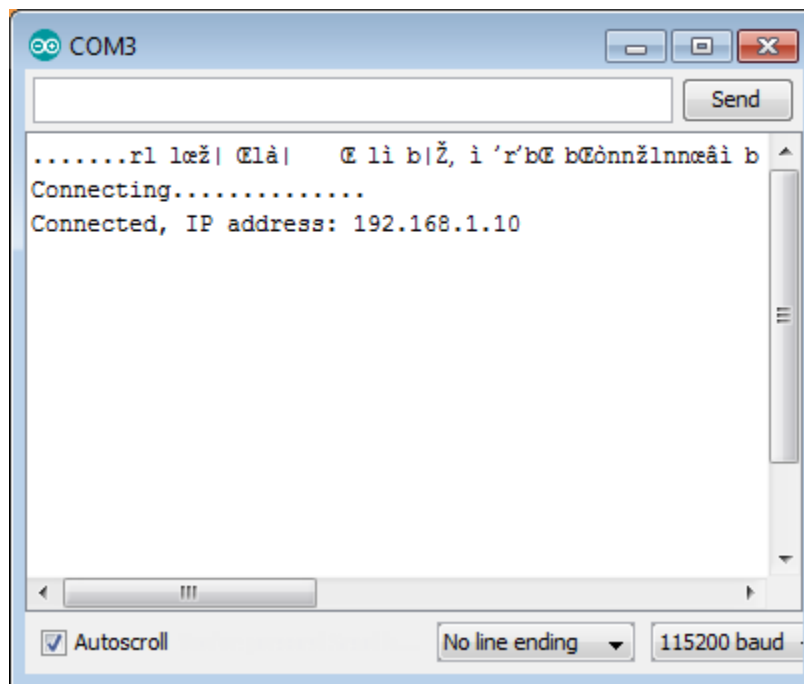 COM3
Send
.......rl lœž| Œlà| Œ lì b|Ž, ì ‘r’bŒ bŒònnžlnnœâì b
Connecting..............
Connected, IP address: 192.168.1.10
Autoscroll
No line ending
115200 baud